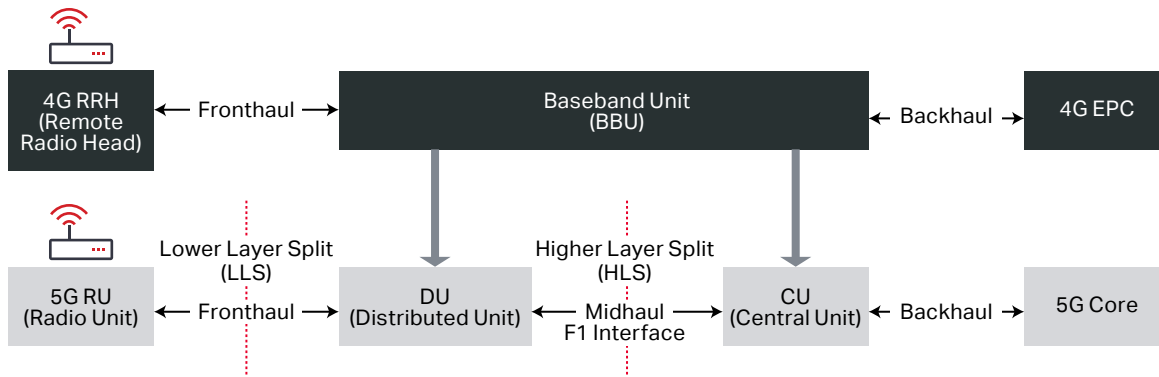 4G RRH
(Remote
Radio Head)
Fronthaul
Baseband Unit
(BBU)
Backhaul
4G EPC
Lower Layer Split
(LLS)
Higher Layer Split
(HLS)
5G RU
(Radio Unit)
Fronthaul
DU
(Distributed Unit)
Midhaul
F1 Interface
CU
(Central Unit)
Backhaul
5G Core